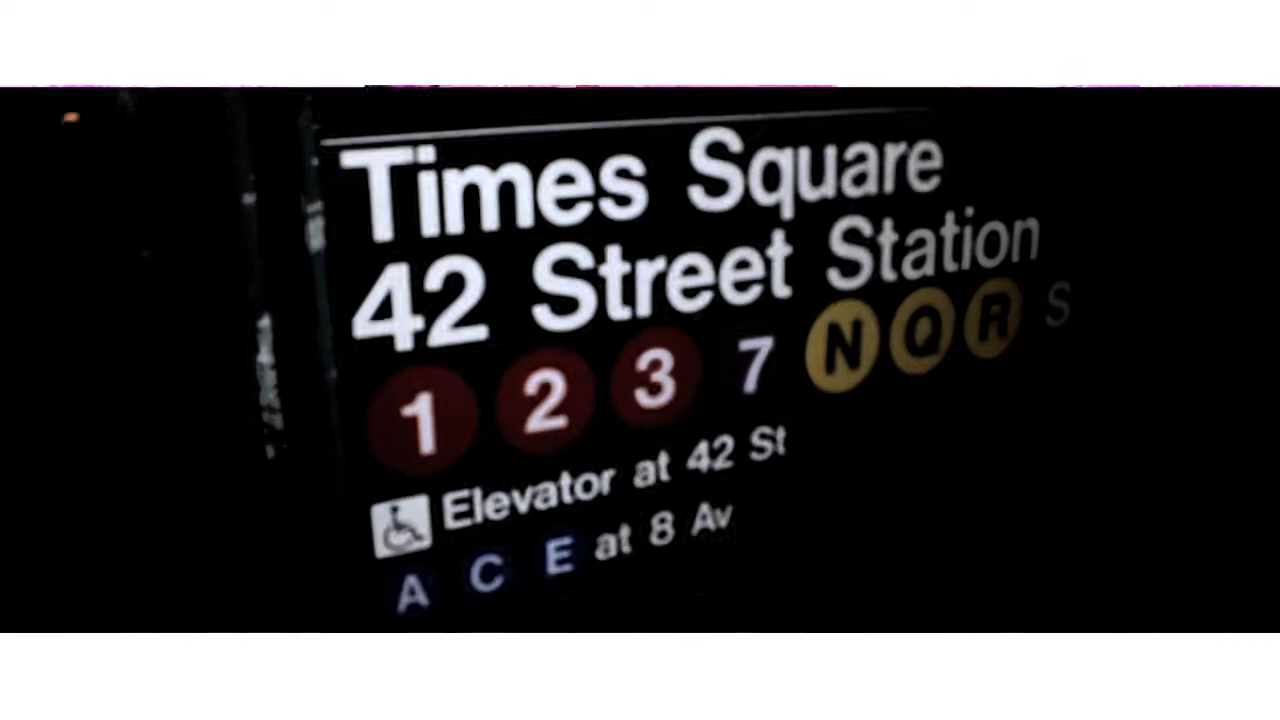 Times Square
42 Street Station
1 2 3 7 N Q R S
Elevator at 42 St
A C E at 8 Av